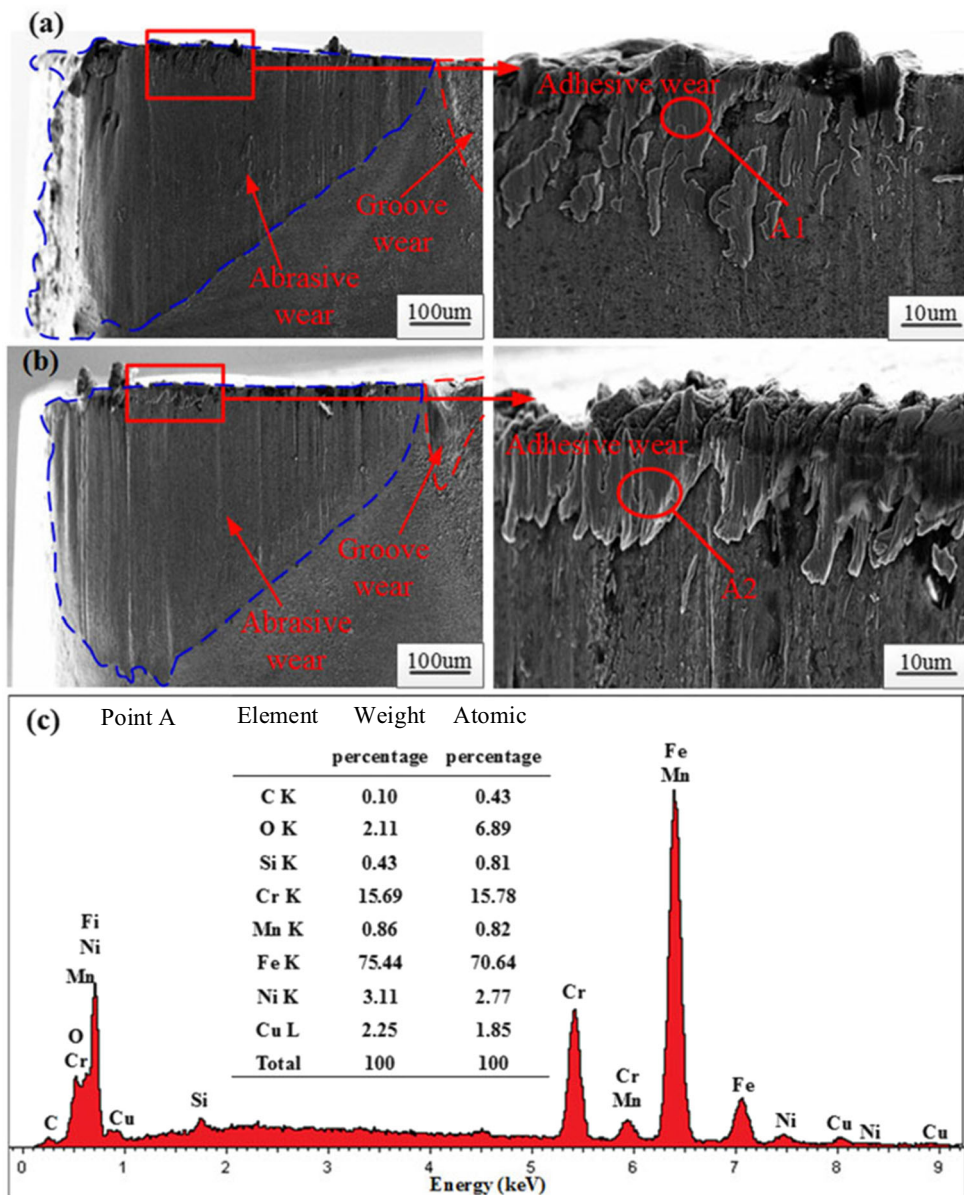 (a)
Adhesive wear
A1
Groove
wear
Abrasive
wear
100um
10um
(b)
Adhesive wear
A2
Groove
wear
Abrasive
wear
100um
10um
(c)
Point A Element Weight Atomic
percentage percentage
C K 0.10 0.43
O K 2.11 6.89
Si K 0.43 0.81
Cr K 15.69 15.78
Mn K 0.86 0.82
Fe K 75.44 70.64
Ni K 3.11 2.77
Cu L 2.25 1.85
Total 100 100
Fi
Ni
Mn
O
Cr
C
Cu
Si
Cr
Cr
Mn
Fe
Mn
Fe
Ni
Cu
Ni
Cu
0 1 2 3 4 5 6 7 8 9
Energy (keV)